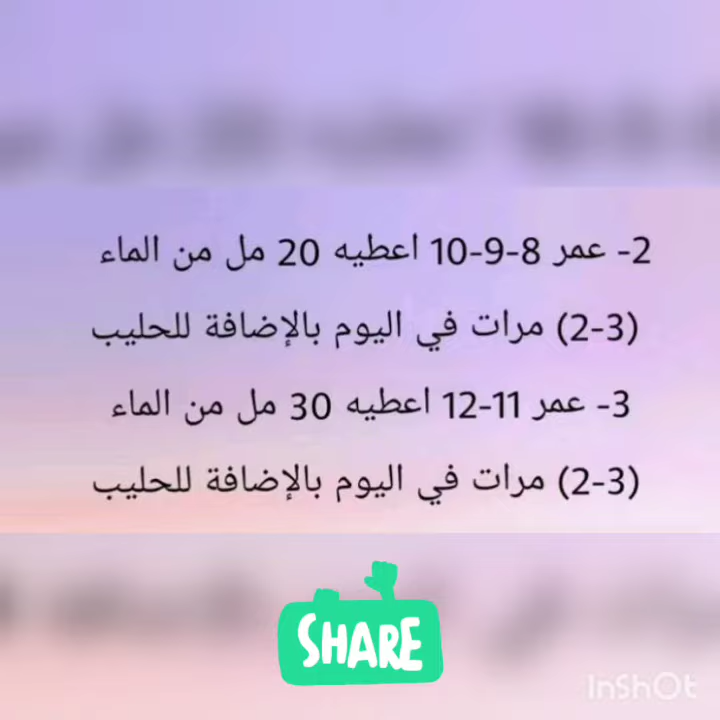 2- عمر 8-9-10 اعطيه 20 مل من الماء
(2-3) مرات في اليوم بالإضافة للحليب
3- عمر 11-12 اعطيه 30 مل من الماء
(2-3) مرات في اليوم بالإضافة للحليب
SHARE
InShOt